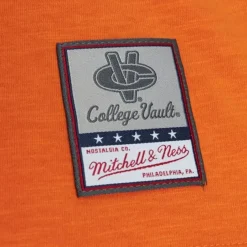 College Vault
NOSTALGIA CO.
Mitchell & Ness
PHILADELPHIA, PA.